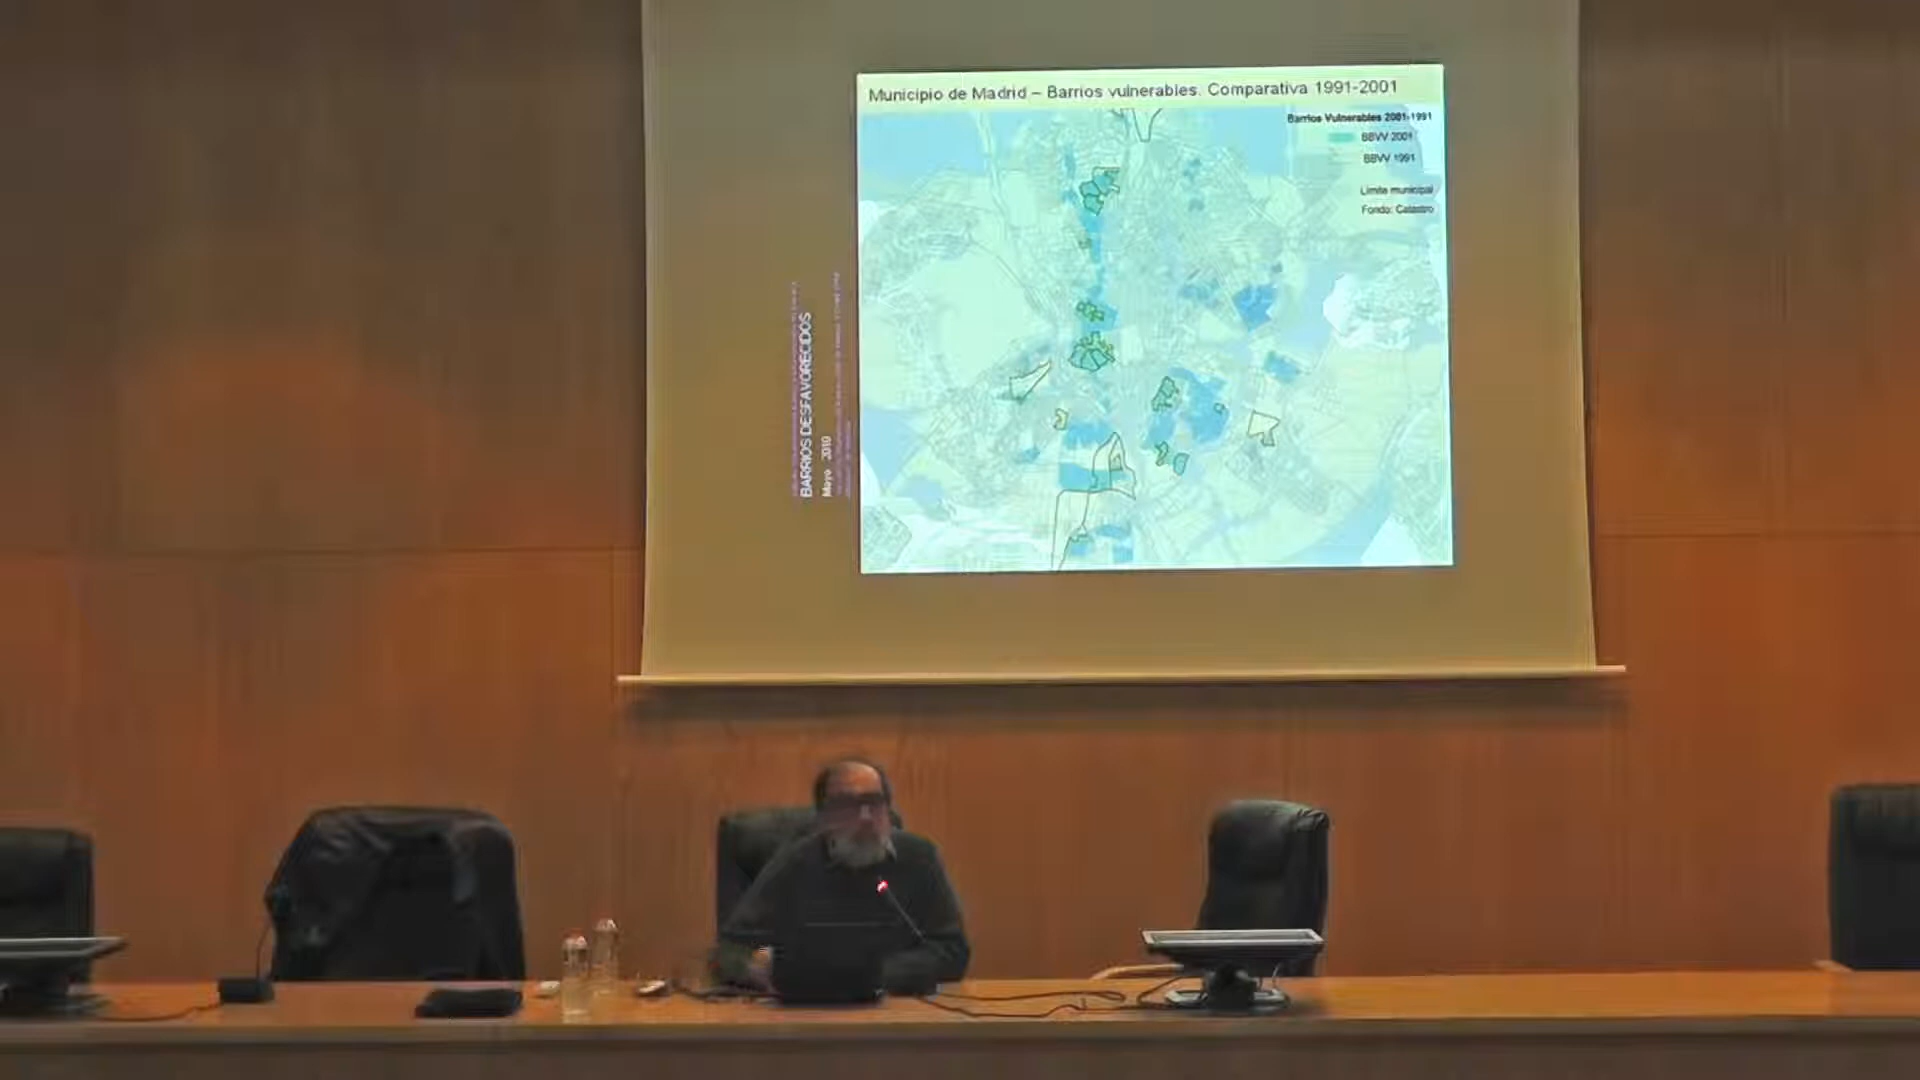 Municipio de Madrid – Barrios vulnerables. Comparativa 1991-2001
Barrios Vulnerables 2001-1991
BBVV 2001
BBVV 1991
Límite municipal
Fondo: Catastro
BARRIOS DESFAVORECIDOS
Mayo 2010